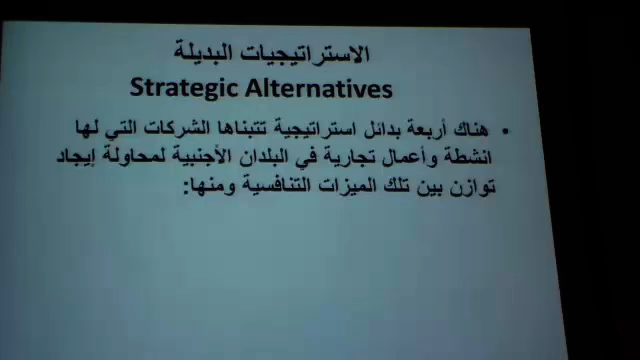 الاستراتيجيات البديلة
Strategic Alternatives
• هناك أربعة بدائل استراتيجية تتبناها الشركات التي لها
انشطة وأعمال تجارية في البلدان الأجنبية لمحاولة إيجاد
توازن بين تلك الميزات التنافسية ومنها: